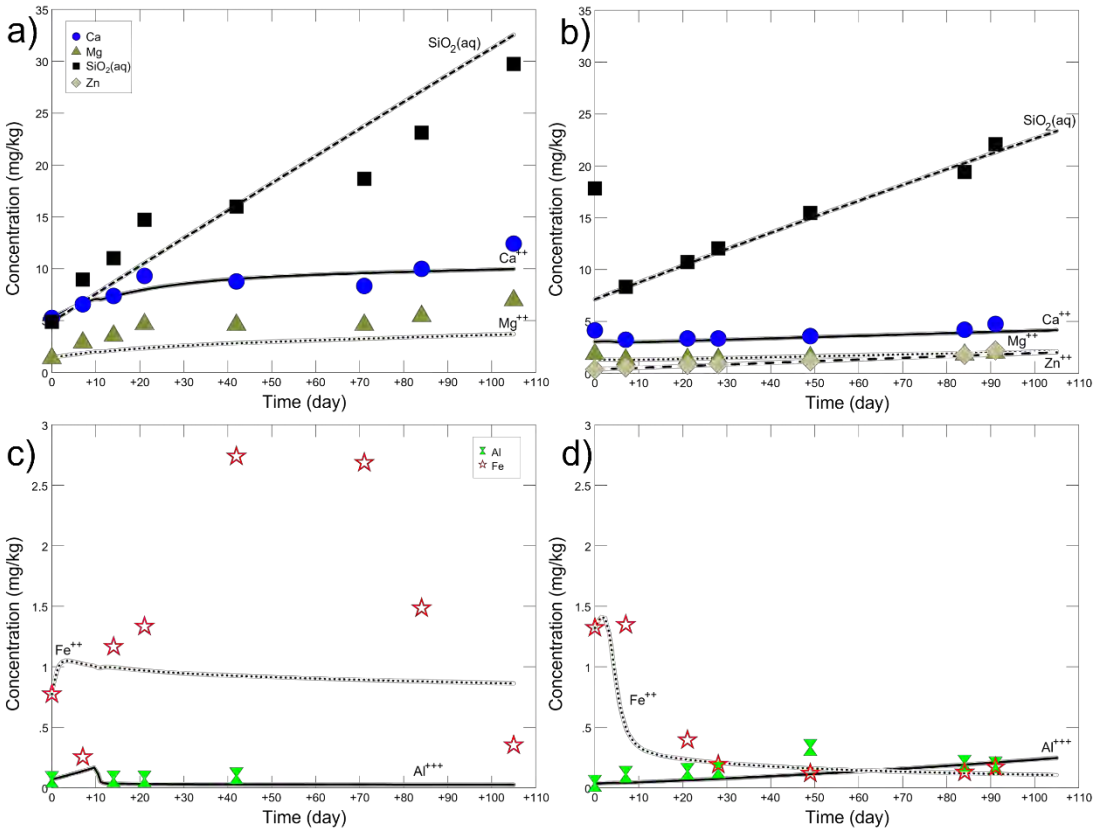 a)
35
30
25
20
15
10
5
0
Concentration (mg/kg)
Ca
Mg
SiO₂(aq)
Zn
SiO₂(aq)
Ca⁺⁺
Mg⁺⁺
0 +10 +20 +30 +40 +50 +60 +70 +80 +90 +100 +110
Time (day)
b)
35
30
25
20
15
10
5
0
Concentration (mg/kg)
SiO₂(aq)
Ca⁺⁺
Mg⁺⁺
Zn⁺⁺
0 +10 +20 +30 +40 +50 +60 +70 +80 +90 +100 +110
Time (day)
c)
3
2.5
2
1.5
1
.5
0
Concentration (mg/kg)
Al
Fe
Fe⁺⁺
Al⁺⁺⁺
0 +10 +20 +30 +40 +50 +60 +70 +80 +90 +100 +110
Time (day)
d)
3
2.5
2
1.5
1
.5
0
Concentration (mg/kg)
Fe⁺⁺
Al⁺⁺⁺
0 +10 +20 +30 +40 +50 +60 +70 +80 +90 +100 +110
Time (day)